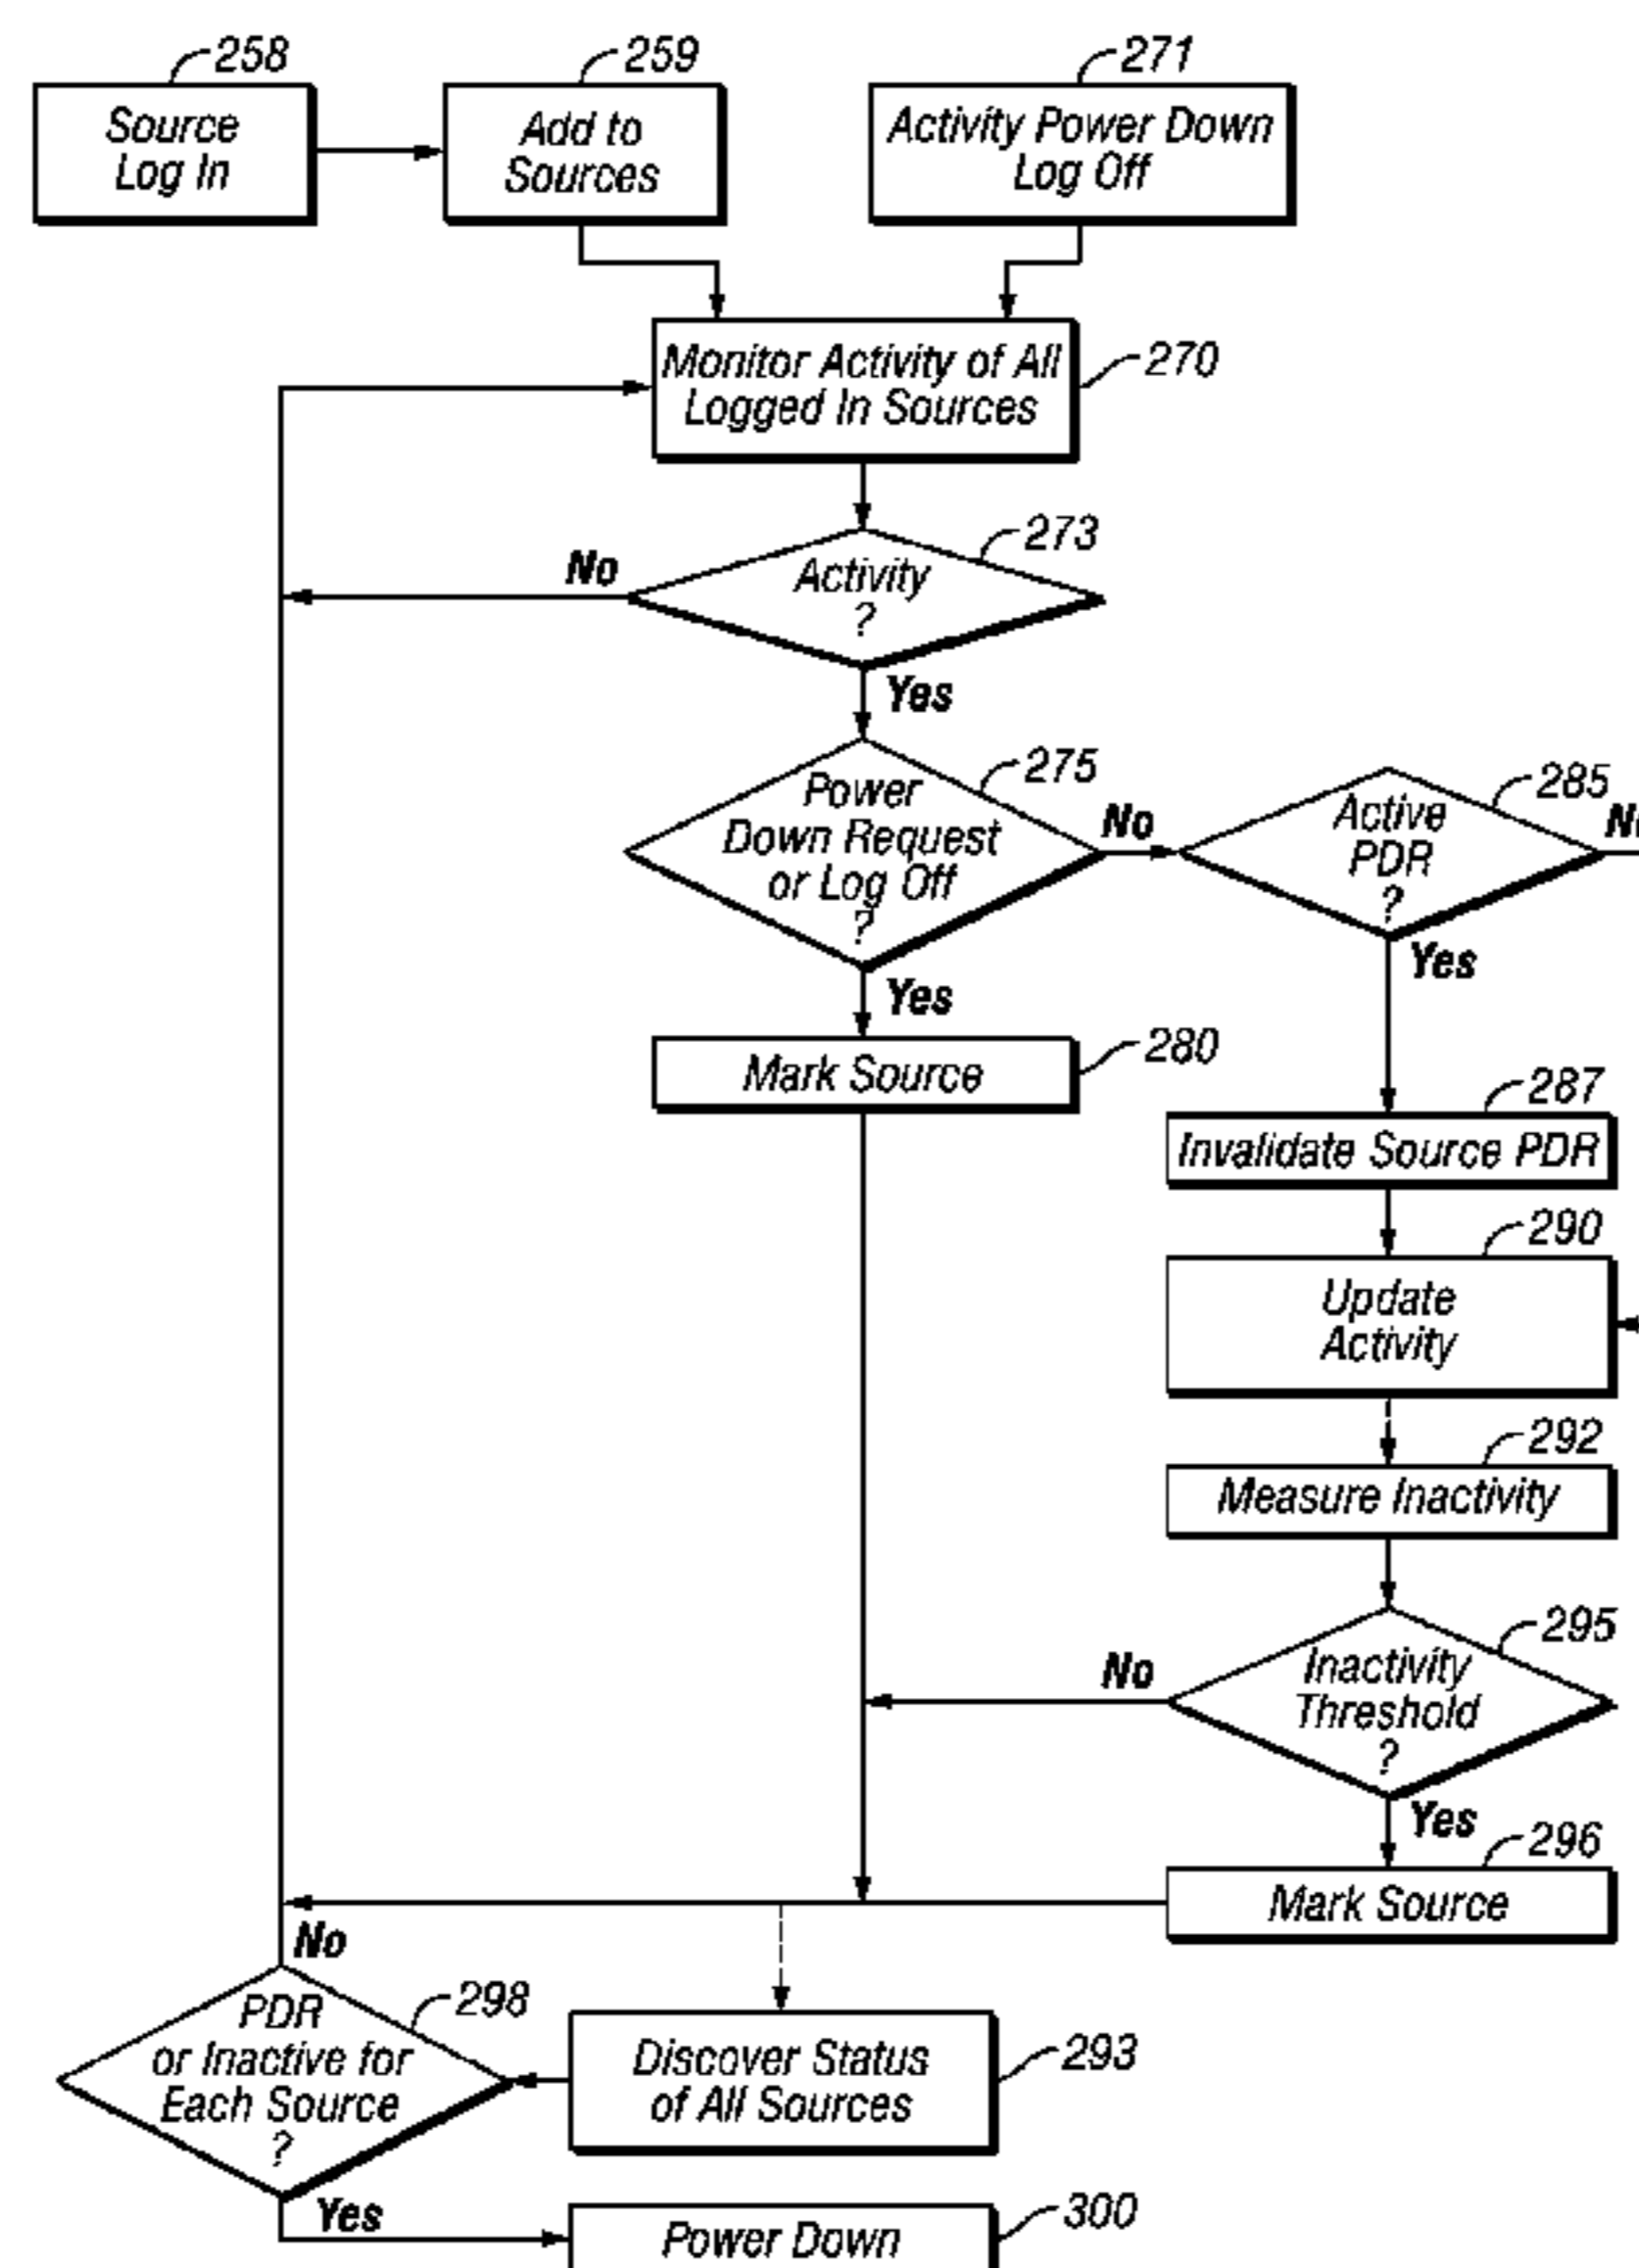 258
Source
Log In
259
Add to
Sources
271
Activity Power Down
Log Off
Monitor Activity of All
Logged In Sources
270
273
Activity
?
No
Yes
275
Power
Down Request
or Log Off
?
No
Yes
285
Active
PDR
?
Yes
280
Mark Source
287
Invalidate Source PDR
290
Update
Activity
292
Measure Inactivity
295
Inactivity
Threshold
?
No
Yes
296
Mark Source
No
298
PDR
or Inactive for
Each Source
?
Yes
293
Discover Status
of All Sources
300
Power Down